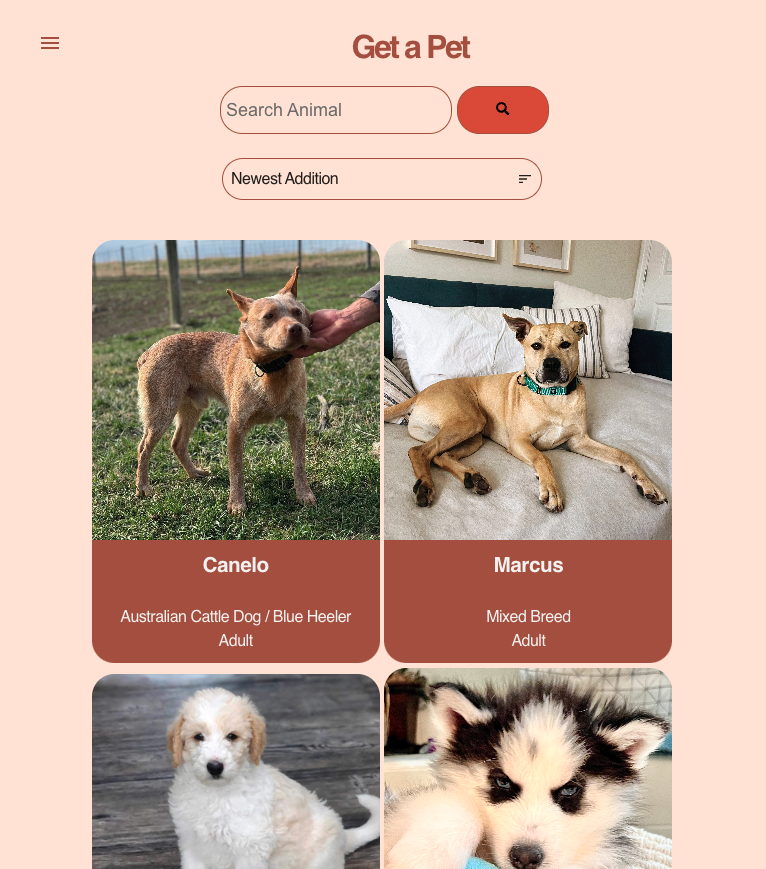 Get a Pet
Search Animal
Newest Addition
Canelo
Australian Cattle Dog / Blue Heeler
Adult
Marcus
Mixed Breed
Adult